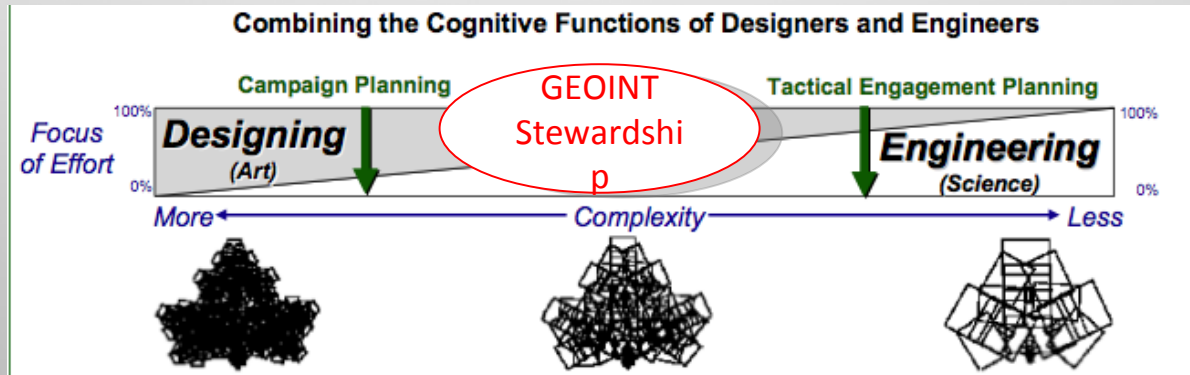 Combining the Cognitive Functions of Designers and Engineers
Campaign Planning
GEOINT
Stewardshi
p
Tactical Engagement Planning
Focus
of Effort
100%
0%
Designing
(Art)
Engineering
(Science)
100%
0%
More
Complexity
Less